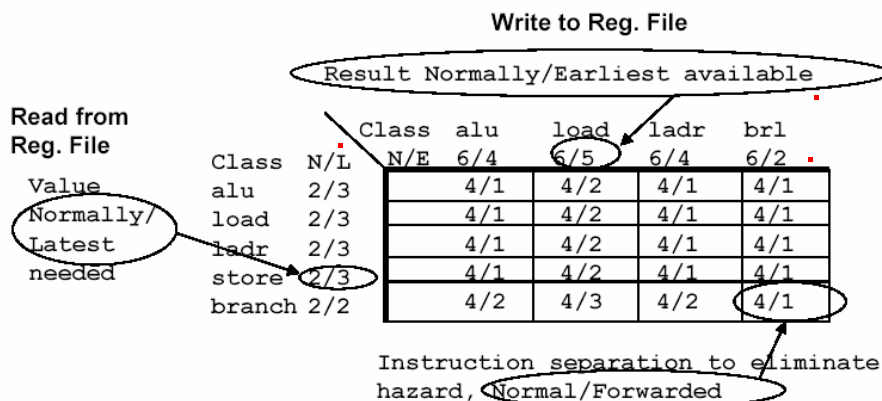 Write to Reg. File
Result Normally/Earliest available
Read from
Reg. File
Class alu load ladr brl
Class N/L N/E 6/4 6/5 6/4 6/2
Value
Normally/
Latest
needed
alu 2/3 4/1 4/2 4/1 4/1
load 2/3 4/1 4/2 4/1 4/1
ladr 2/3 4/1 4/2 4/1 4/1
store 2/3 4/1 4/2 4/1 4/1
branch 2/2 4/2 4/3 4/2 4/1
Instruction separation to eliminate
hazard, Normal/Forwarded